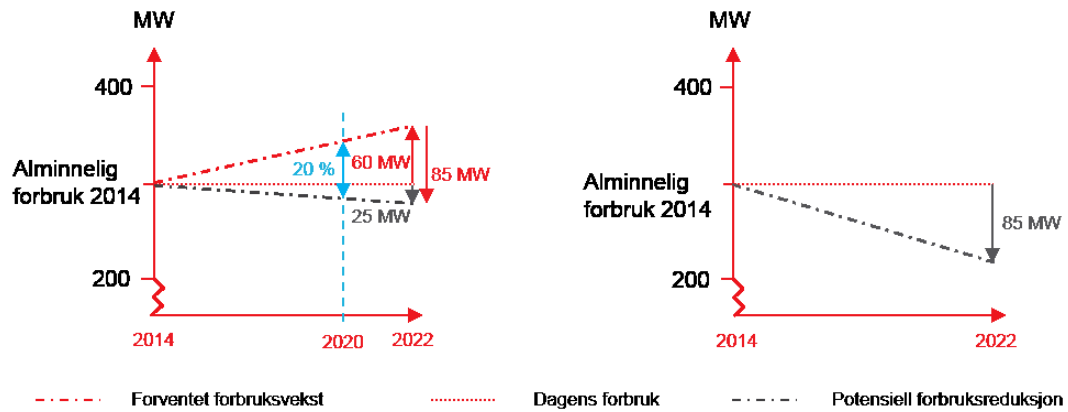 MW
400
Alminnelig
forbruk 2014
200
20 %
60 MW
85 MW
25 MW
2014
2020
2022
MW
400
Alminnelig
forbruk 2014
200
85 MW
2014
2022
Forventet forbruksvekst
Dagens forbruk
Potensiell forbruksreduksjon